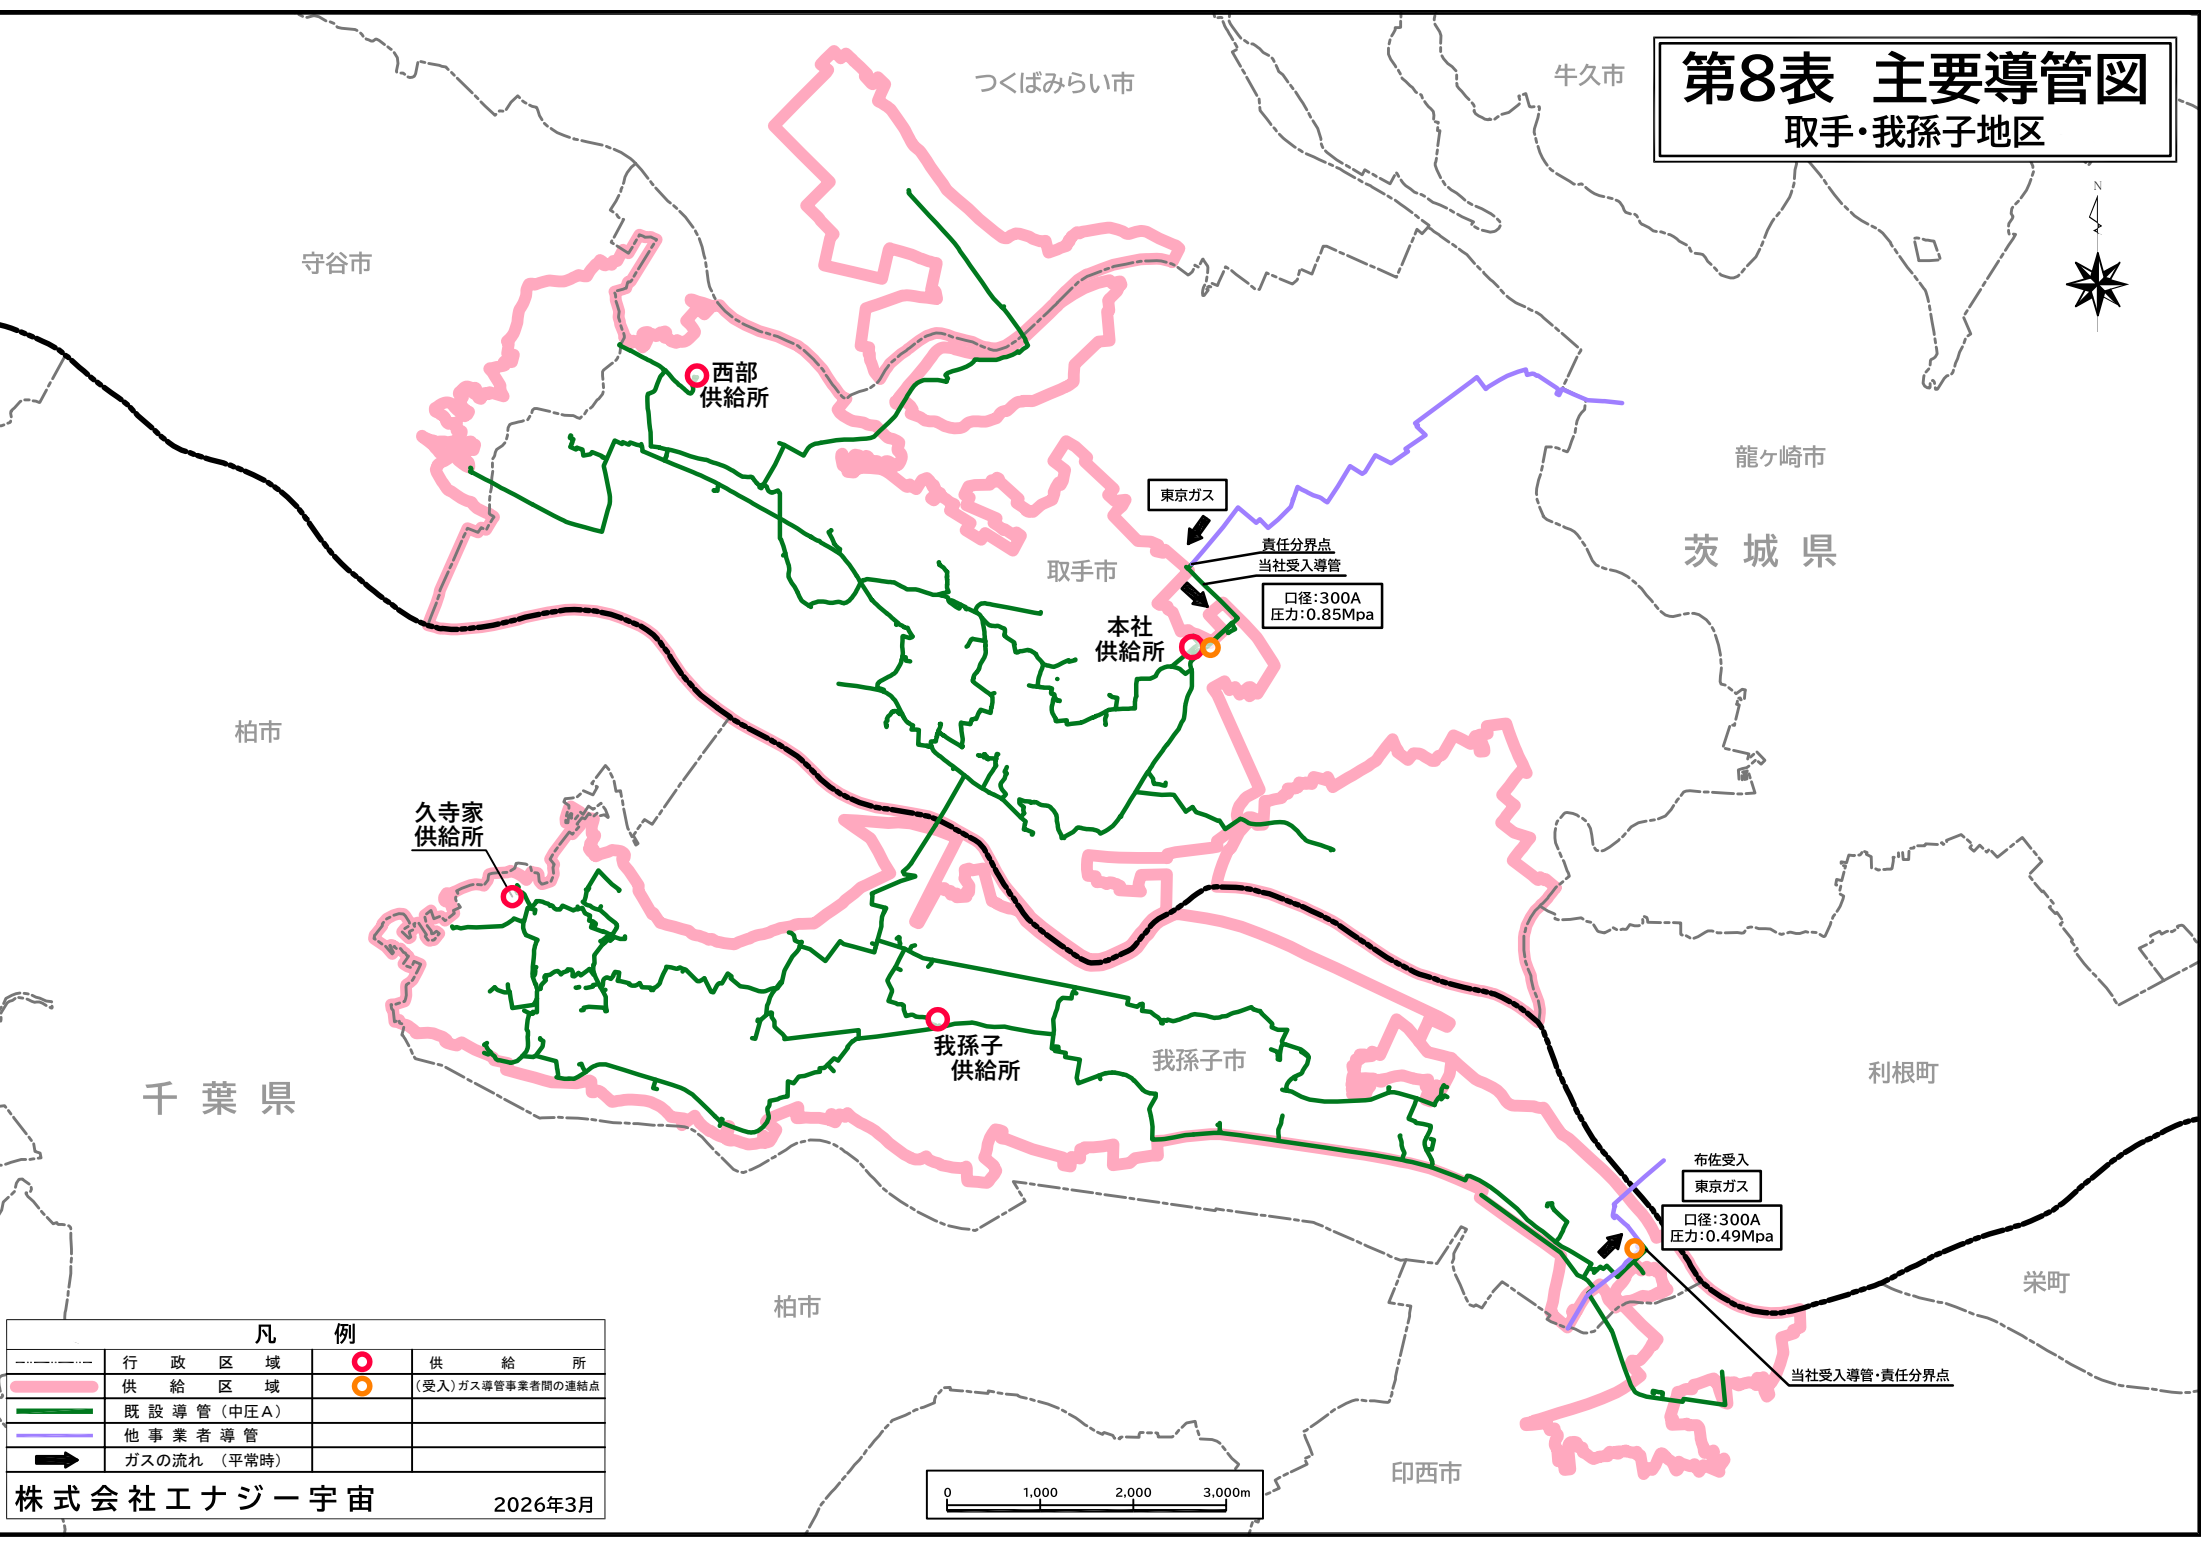 第8表 主要導管図
取手・我孫子地区
N
つくばみらい市
牛久市
守谷市
西部
供給所
龍ヶ崎市
東京ガス
責任分界点
当社受入導管
茨城県
取手市
口径:300A
圧力:0.85Mpa
本社
供給所
柏市
久寺家
供給所
我孫子
供給所
我孫子市
利根町
千葉県
布佐受入
東京ガス
口径:300A
圧力:0.49Mpa
栄町
柏市
当社受入導管・責任分界点
印西市
凡例
行政区域 供給所
供給区域 (受入)ガス導管事業者間の連結点
既設導管(中圧A)
他事業者導管
ガスの流れ (平常時)
株式会社エナジー宇宙 2026年3月
0 1,000 2,000 3,000m